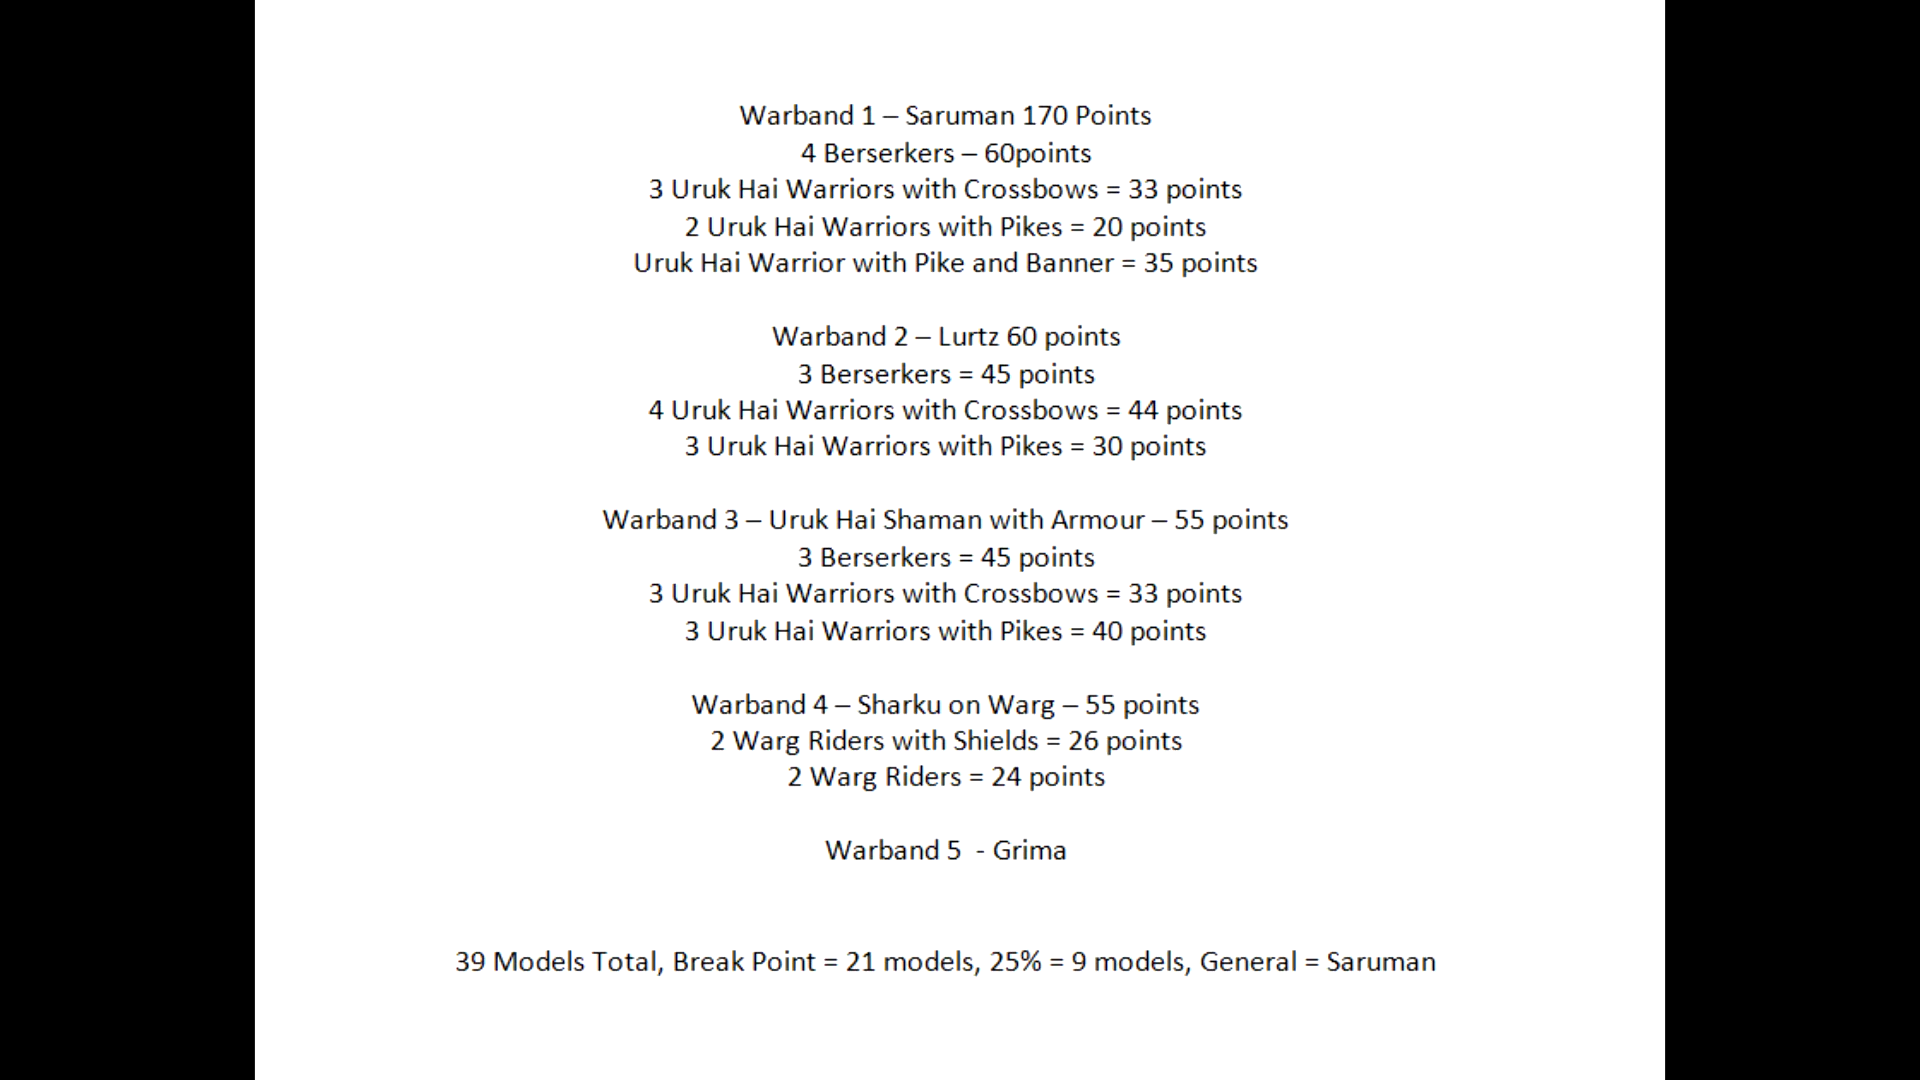 Warband 1 – Saruman 170 Points
4 Berserkers – 60points
3 Uruk Hai Warriors with Crossbows = 33 points
2 Uruk Hai Warriors with Pikes = 20 points
Uruk Hai Warrior with Pike and Banner = 35 points
Warband 2 – Lurtz 60 points
3 Berserkers = 45 points
4 Uruk Hai Warriors with Crossbows = 44 points
3 Uruk Hai Warriors with Pikes = 30 points
Warband 3 – Uruk Hai Shaman with Armour – 55 points
3 Berserkers = 45 points
3 Uruk Hai Warriors with Crossbows = 33 points
3 Uruk Hai Warriors with Pikes = 40 points
Warband 4 – Sharku on Warg – 55 points
2 Warg Riders with Shields = 26 points
2 Warg Riders = 24 points
Warband 5  - Grima
39 Models Total, Break Point = 21 models, 25% = 9 models, General = Saruman